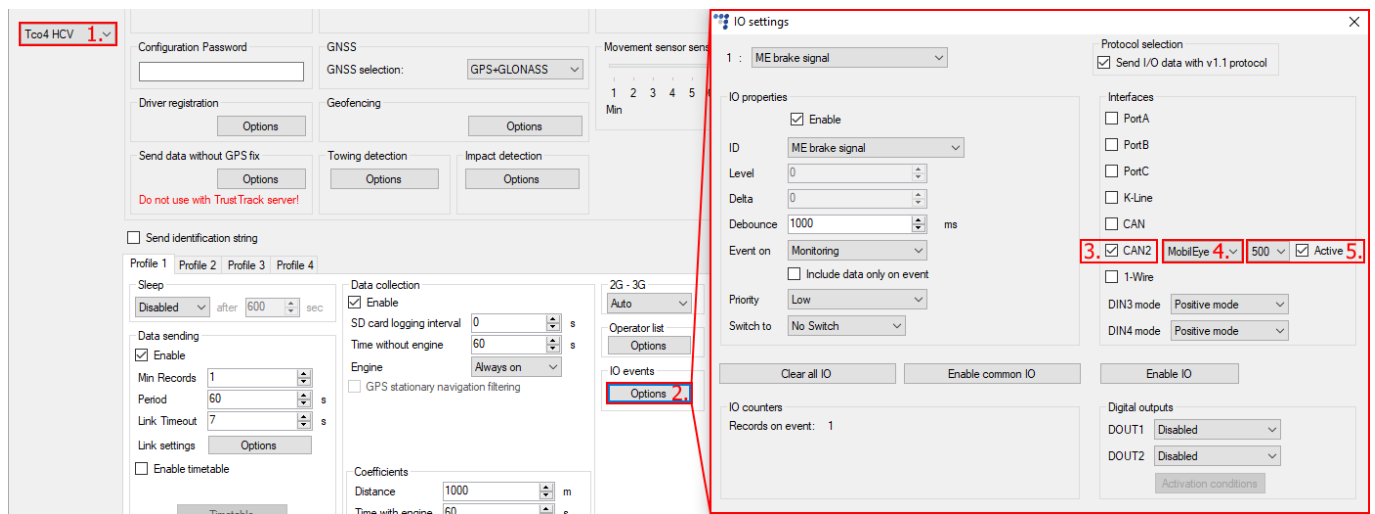 Tco4 HCV 1.
Configuration Password
GNSS
GNSS selection: GPS+GLONASS
Movement sensor sens
1 2 3 4 5
Min
Driver registration
Options
Geofencing
Options
Send data without GPS fix
Options
Do not use with TrustTrack server!
Towing detection
Options
Impact detection
Options
Send identification string
Profile 1 Profile 2 Profile 3 Profile 4
Sleep
Disabled after 600 sec
Data sending
Enable
Min Records 1
Period 60 s
Link Timeout 7 s
Link settings Options
Enable timetable
Timetable
Data collection
Enable
SD card logging interval 0 s
Time without engine 60 s
Engine Always on
GPS stationary navigation filtering
Coefficients
Distance 1000 m
Time with engine 60 s
2G - 3G
Auto
Operator list
Options
IO events
Options 2.
IO settings
1 : ME brake signal
Protocol selection
Send I/O data with v1.1 protocol
IO properties
Enable
ID ME brake signal
Level 0
Delta 0
Debounce 1000 ms
Event on Monitoring
Include data only on event
Priority Low
Switch to No Switch
Interfaces
PortA
PortB
PortC
K-Line
CAN
3. CAN2 MobilEye 4. 500 Active 5.
1-Wire
DIN3 mode Positive mode
DIN4 mode Positive mode
Clear all IO Enable common IO Enable IO
IO counters
Records on event: 1
Digital outputs
DOUT1 Disabled
DOUT2 Disabled
Activation conditions